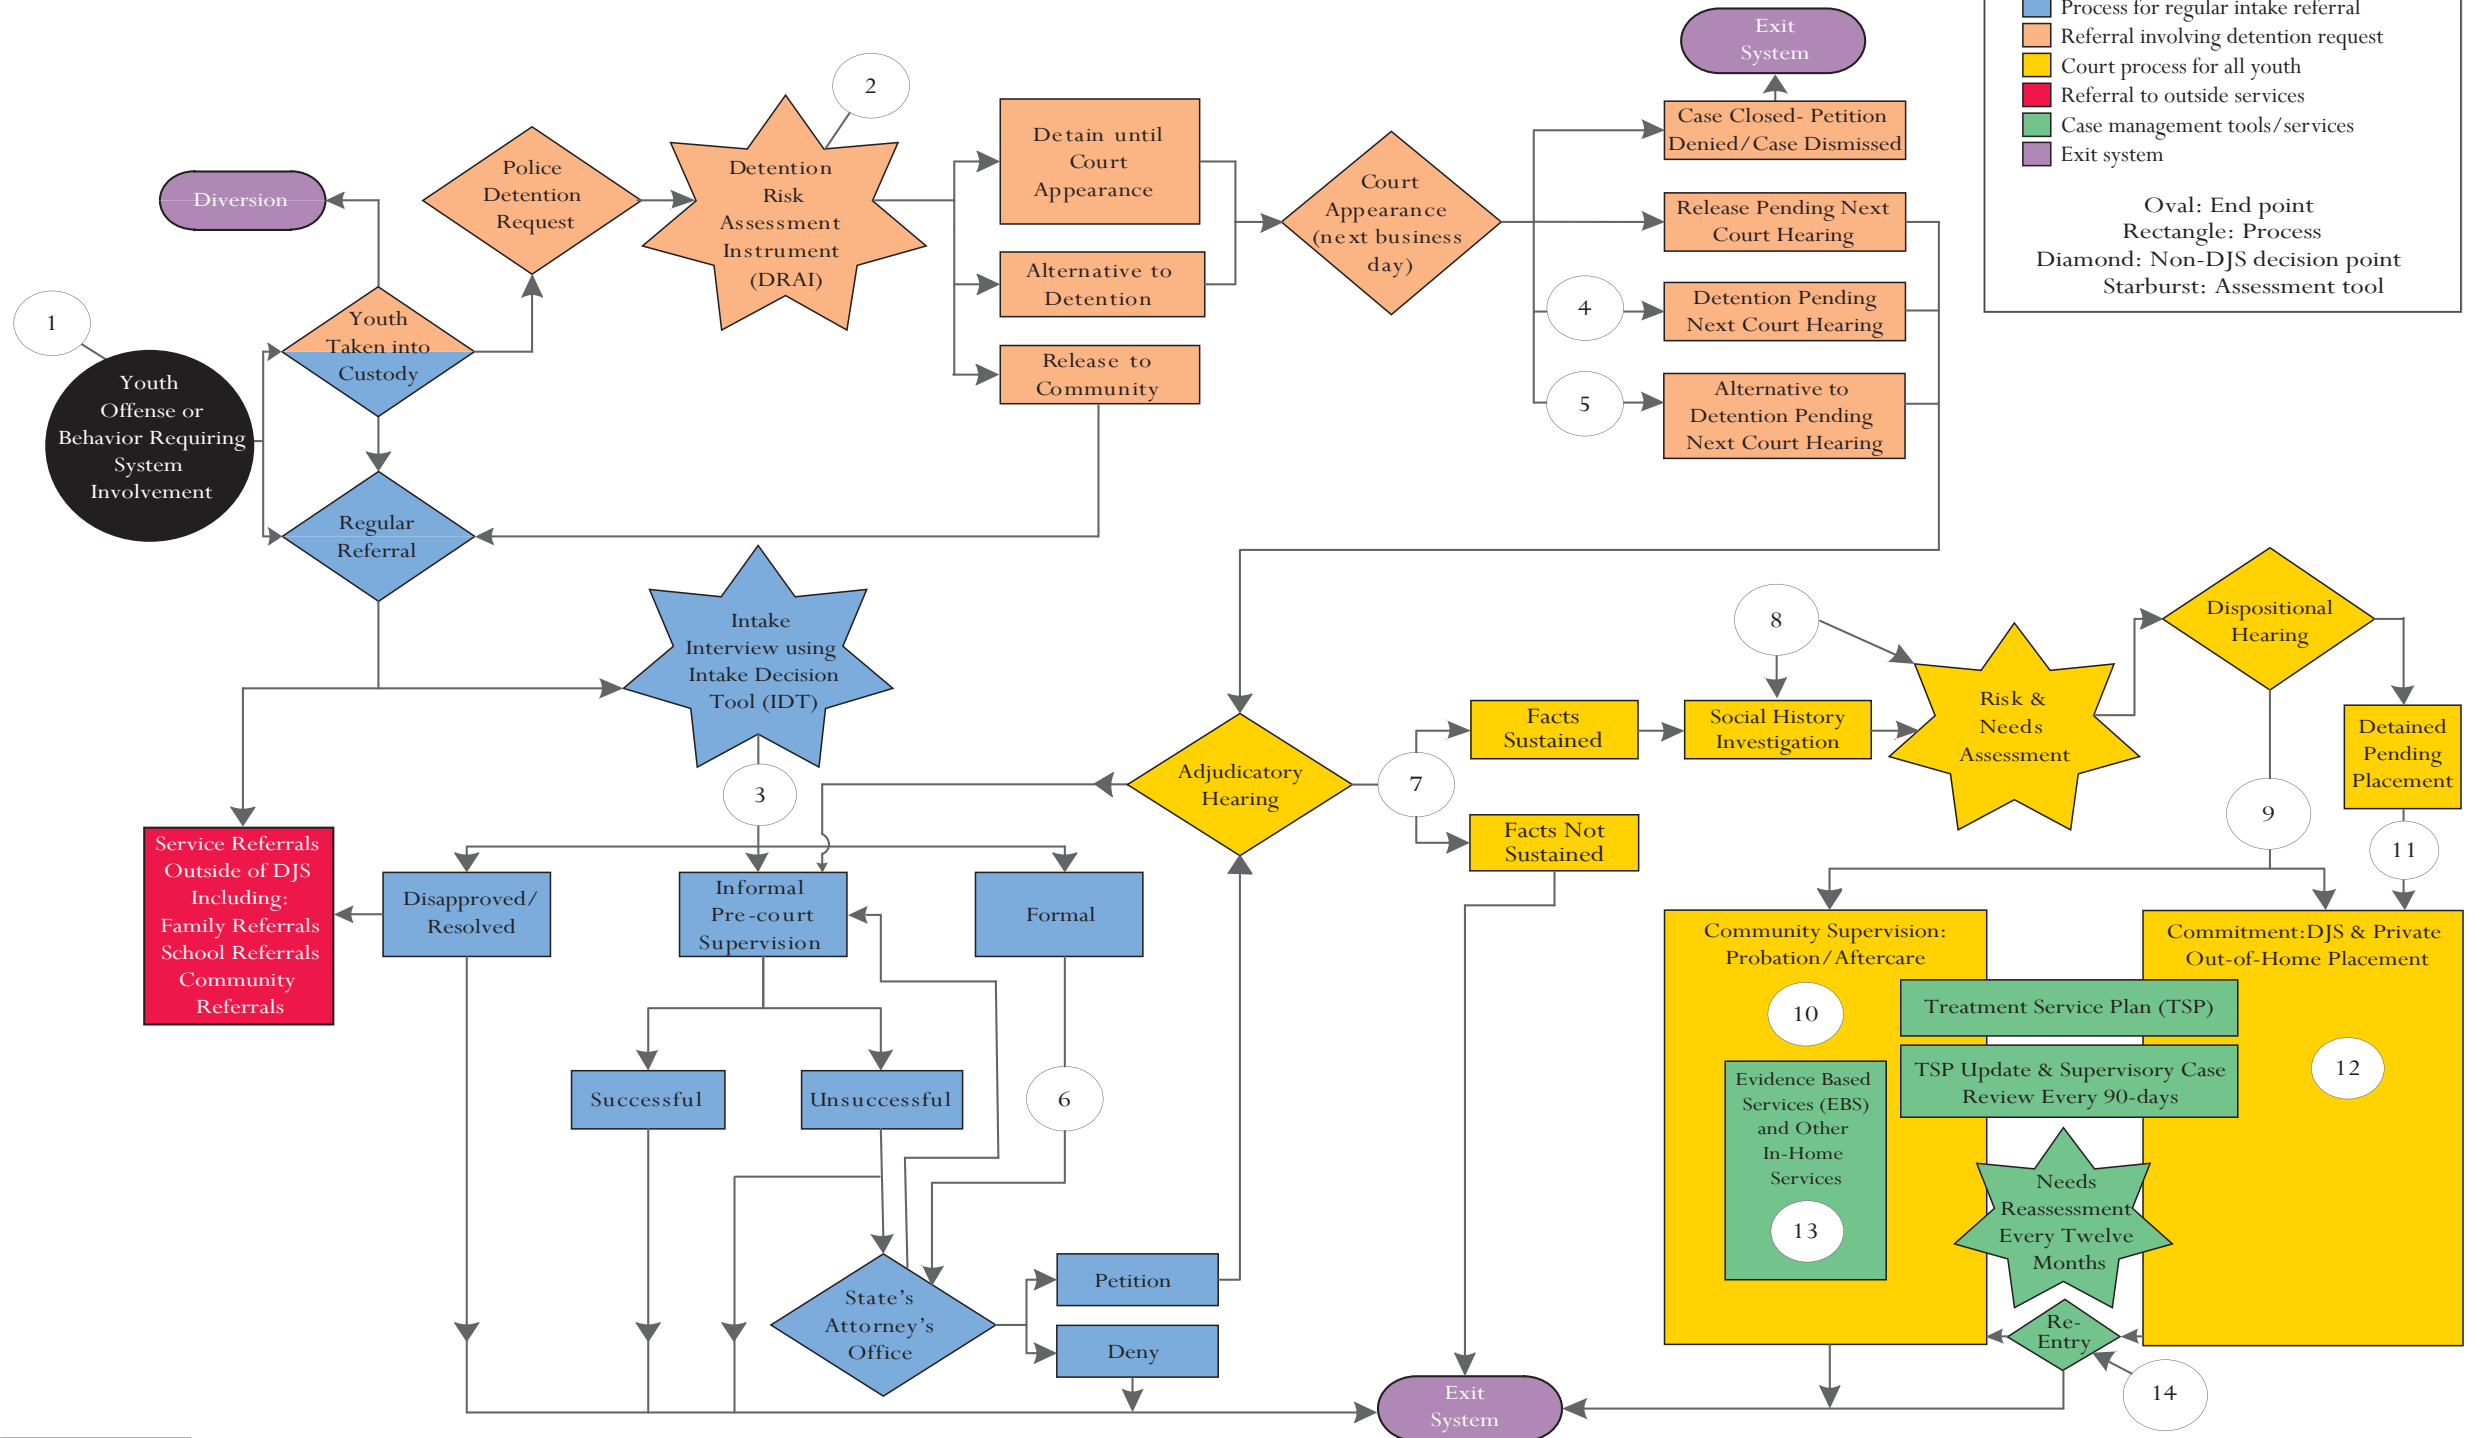 Process for regular intake referral
Referral involving detention request
Court process for all youth
Referral to outside services
Case management tools/services
Exit system
Oval: End point
Rectangle: Process
Diamond: Non-DJS decision point
Starburst: Assessment tool
Exit
System
2
Case Closed- Petition
Denied/Case Dismissed
Detain until
Court
Appearance
Police
Detention
Request
Detention
Risk
Assessment
Instrument
(DRAI)
Diversion
Court
Appearance
(next business
day)
Release Pending Next
Court Hearing
Alternative to
Detention
4
Detention Pending
Next Court Hearing
1
Youth
Taken into
Custody
Release to
Community
5
Alternative to
Detention Pending
Next Court Hearing
Youth
Offense or
Behavior Requiring
System
Involvement
Regular
Referral
Intake
Interview using
Intake Decision
Tool (IDT)
8
Dispositional
Hearing
Facts
Sustained
Social History
Investigation
Risk &
Needs
Assessment
Detained
Pending
Placement
3
Adjudicatory
Hearing
7
9
Facts Not
Sustained
11
Service Referrals
Outside of DJS
Including:
Family Referrals
School Referrals
Community
Referrals
Disapproved/
Resolved
Informal
Pre-court
Supervision
Formal
Community Supervision:
Probation/Aftercare
Commitment:DJS & Private
Out-of-Home Placement
10
Treatment Service Plan (TSP)
12
TSP Update & Supervisory Case
Review Every 90-days
Evidence Based
Services (EBS)
and Other
In-Home
Services
13
Successful
Unsuccessful
6
Needs
Reassessment
Every Twelve
Months
Petition
State's
Attorney's
Office
Deny
Re-
Entry
14
Exit
System